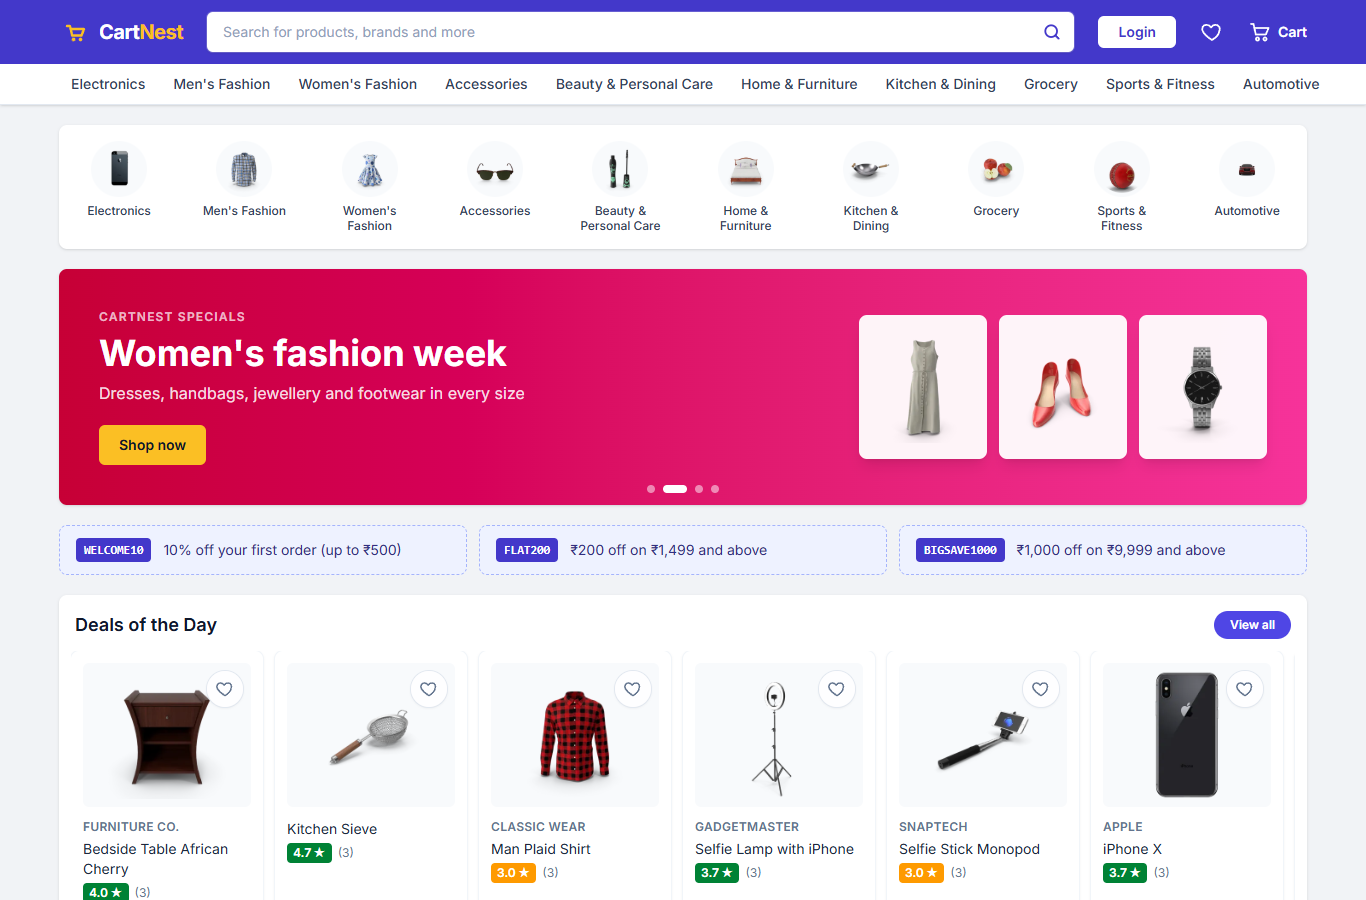 CartNest
Search for products, brands and more
Login
Cart
Electronics Men's Fashion Women's Fashion Accessories Beauty & Personal Care Home & Furniture Kitchen & Dining Grocery Sports & Fitness Automotive
Electronics
Men's Fashion
Women's
Fashion
Accessories
Beauty &
Personal Care
Home &
Furniture
Kitchen &
Dining
Grocery
Sports &
Fitness
Automotive
CARTNEST SPECIALS
Women's fashion week
Dresses, handbags, jewellery and footwear in every size
Shop now
WELCOME10 10% off your first order (up to ₹500)
FLAT200 ₹200 off on ₹1,499 and above
BIGSAVE1000 ₹1,000 off on ₹9,999 and above
Deals of the Day
View all
FURNITURE CO.
Bedside Table African
Cherry
4.0 ★ (3)
Kitchen Sieve
4.7 ★ (3)
CLASSIC WEAR
Man Plaid Shirt
3.0 ★ (3)
GADGETMASTER
Selfie Lamp with iPhone
3.7 ★ (3)
SNAPTECH
Selfie Stick Monopod
3.0 ★ (3)
APPLE
iPhone X
3.7 ★ (3)